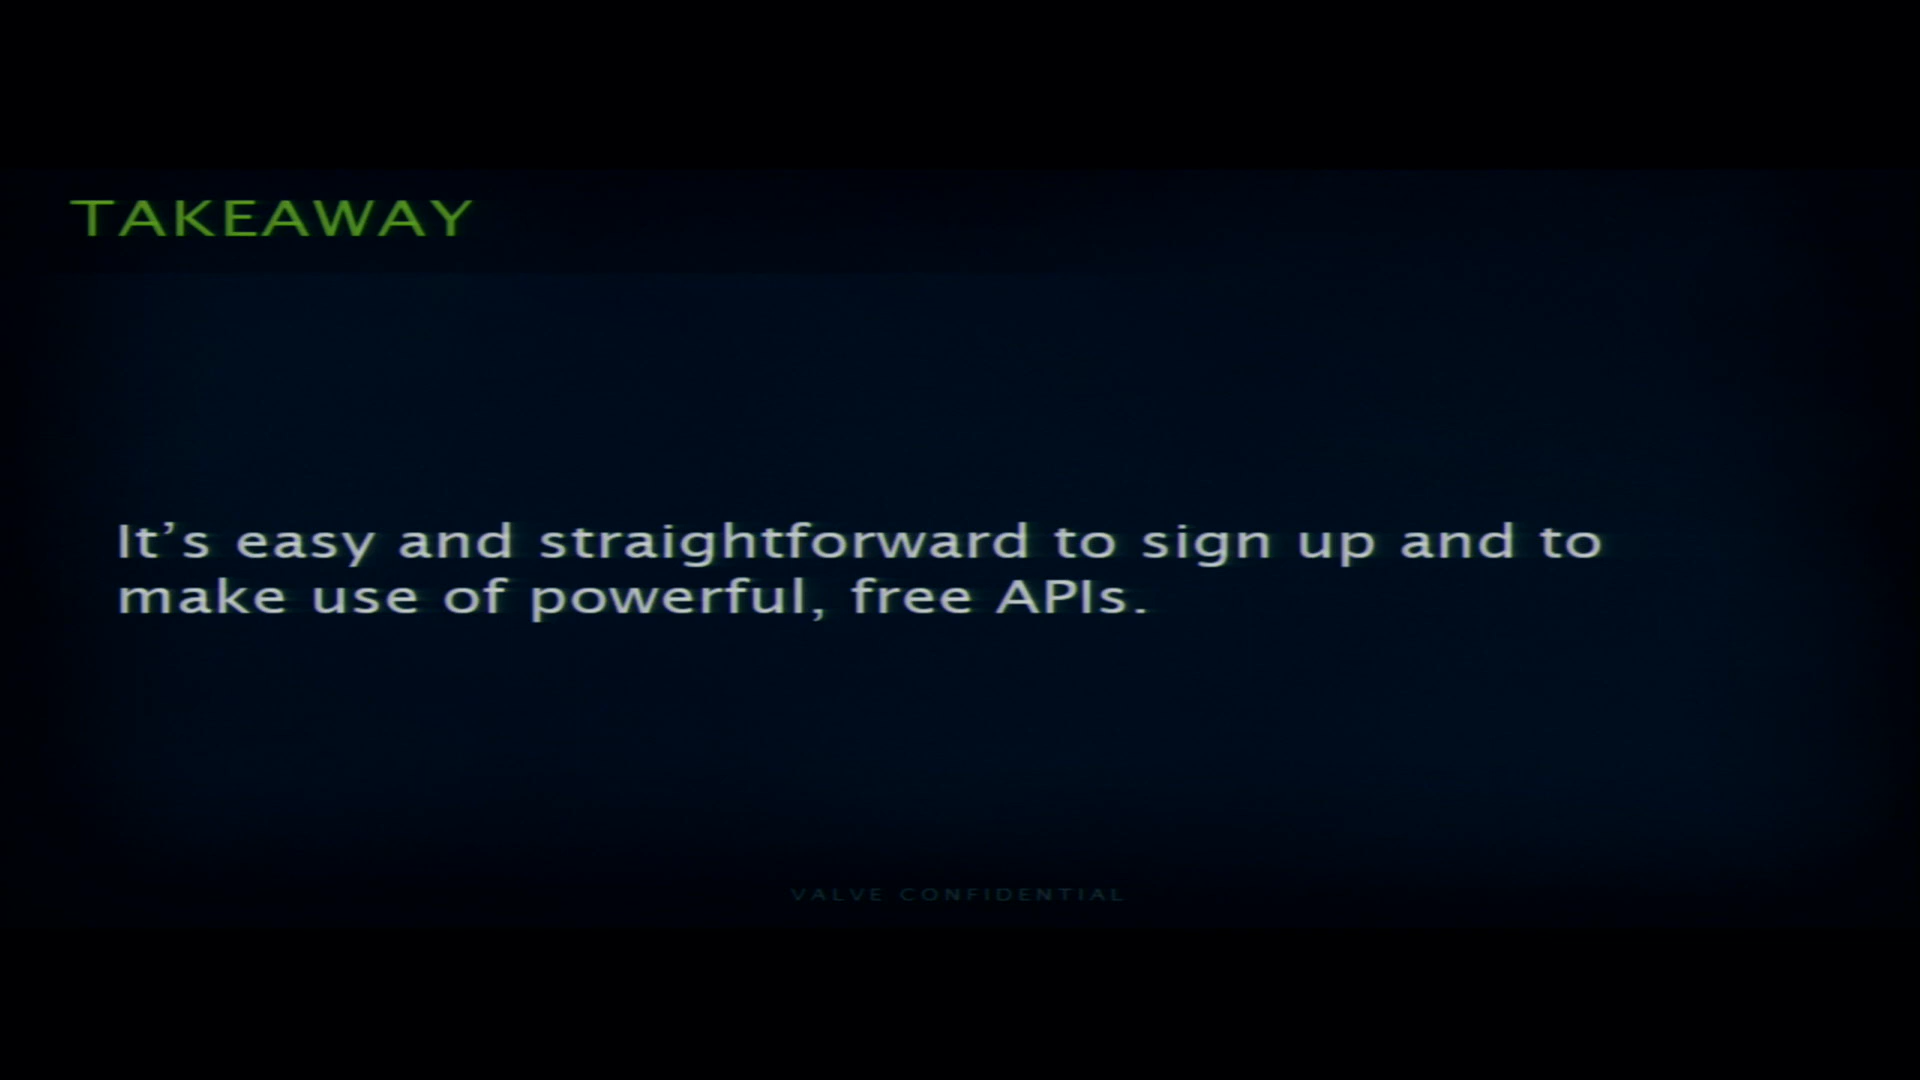 TAKEAWAY
It's easy and straightforward to sign up and to
make use of powerful, free APIs.
VALVE CONFIDENTIAL